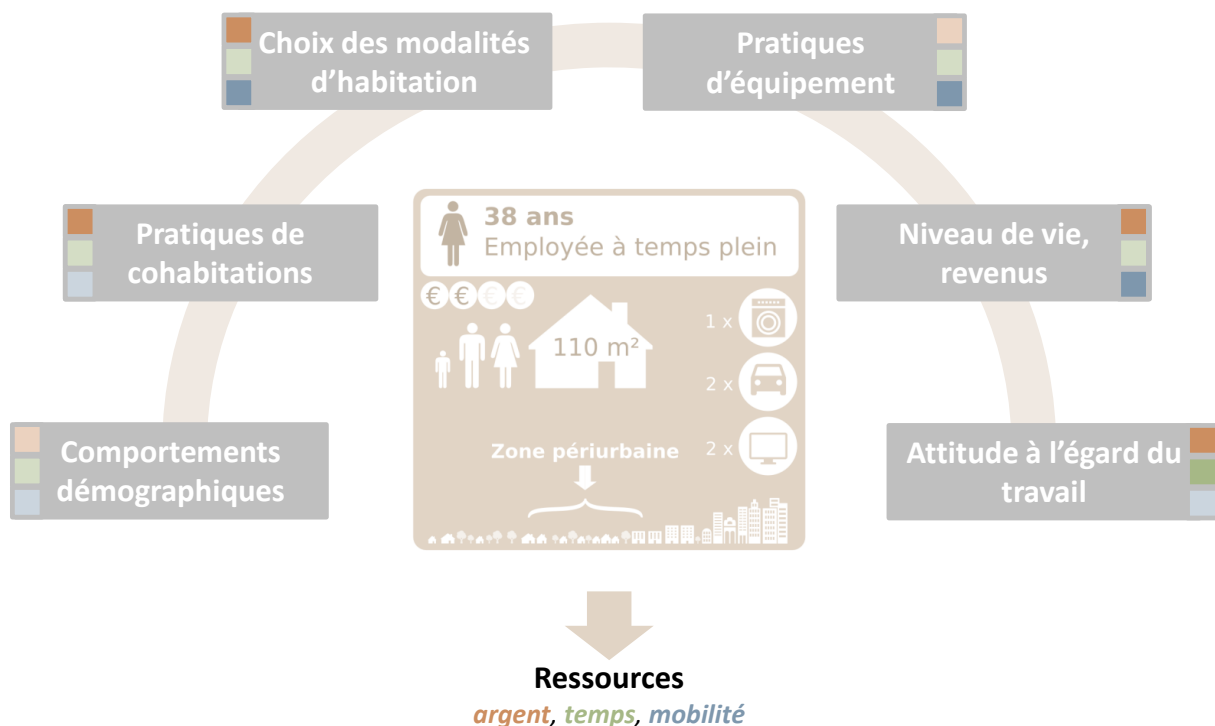 Choix des modalités
d’habitation
Pratiques
d’équipement
Pratiques de
cohabitations
Niveau de vie,
revenus
Comportements
démographiques
Attitude à l’égard du
travail
38 ans
Employée à temps plein
€ € € €
110 m²
1 x
2 x
Zone périurbaine
2 x
Ressources
argent, temps, mobilité